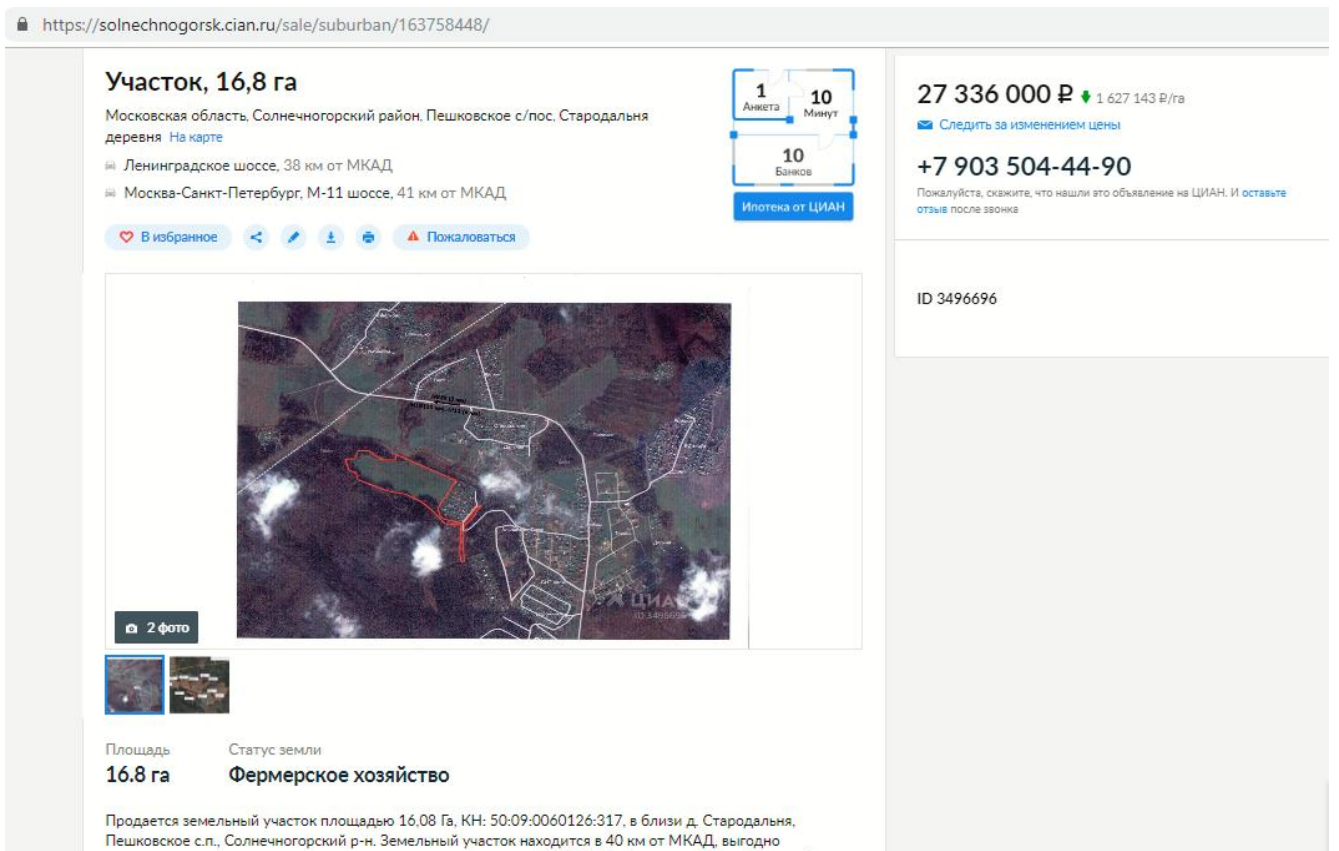 https://solnechnogorsk.cian.ru/sale/suburban/163758448/
Участок, 16,8 га
Московская область, Солнечногорский район, Пешковское с/пос, Стародальня
деревня На карте
Ленинградское шоссе, 38 км от МКАД
Москва-Санкт-Петербург, М-11 шоссе, 41 км от МКАД
В избранное
Пожаловаться
1
Анкета
10
Минут
10
Банков
Ипотека от ЦИАН
27 336 000 ₽ 1 627 143 ₽/га
Следить за изменением цены
+7 903 504-44-90
Пожалуйста, скажите, что нашли это объявление на ЦИАН. И оставьте
отзыв после звонка
ID 3496696
ЦИАН
ID 3496696
2 фото
Площадь
16.8 га
Статус земли
Фермерское хозяйство
Продается земельный участок площадью 16,08 Га, КН: 50:09:0060126:317, в близи д. Стародальня,
Пешковское с.п., Солнечногорский р-н. Земельный участок находится в 40 км от МКАД, выгодно